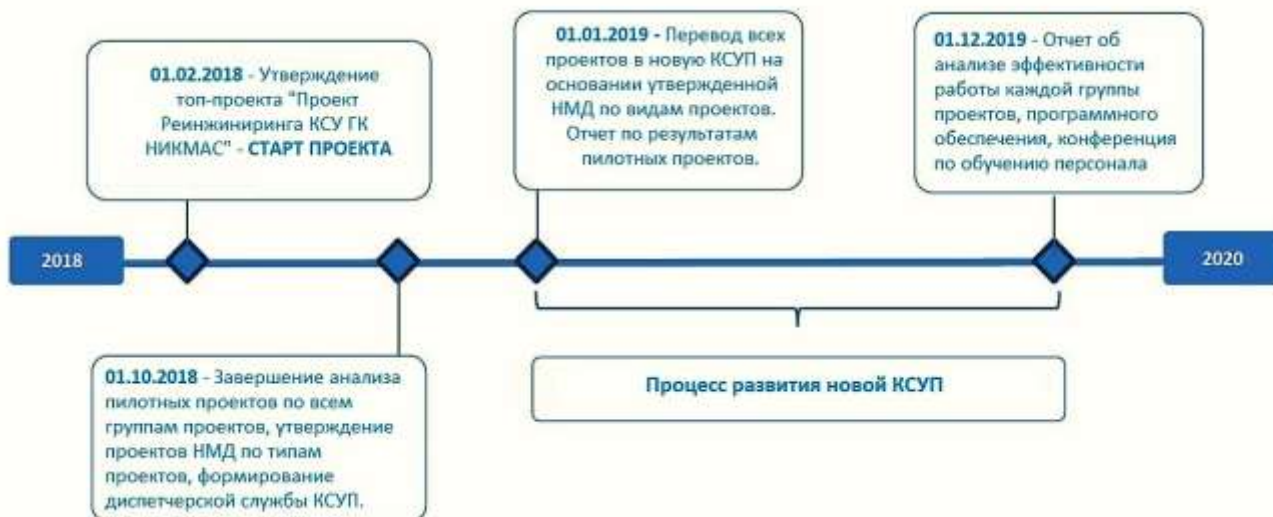 01.02.2018 - Утверждение
топ-проекта "Проект
Реинжиниринга КСУ ГК
НИКМАС" - СТАРТ ПРОЕКТА
01.01.2019 - Перевод всех
проектов в новую КСУП на
основании утвержденной
НМД по видам проектов.
Отчет по результатам
пилотных проектов.
01.12.2019 - Отчет об
анализе эффективности
работы каждой группы
проектов, программного
обеспечения, конференция
по обучению персонала
2018
2020
01.10.2018 - Завершение анализа
пилотных проектов по всем
группам проектов, утверждение
проектов НМД по типам
проектов, формирование
диспетчерской службы КСУП.
Процесс развития новой КСУП